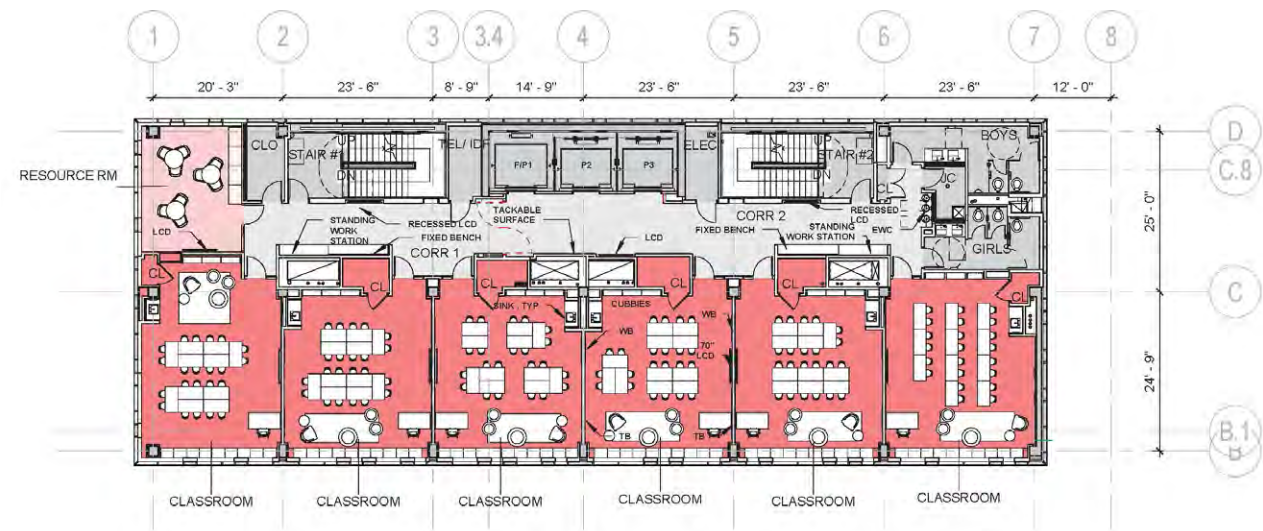 1
2
3
3.4
4
5
6
7
8
20' - 3"
23' - 6"
8' - 9"
14' - 9"
23' - 6"
23' - 6"
23' - 6"
12' - 0"
D
C.8
C
B.1
B
25' - 0"
24' - 9"
RESOURCE RM
CLO
STAIR #1
UP
DN
TEL/ IDF
F/P1
P2
P3
ELEC
UP
DN
STAIR #2
BOYS
CL
JC
GIRLS
LCD
STANDING
WORK
STATION
RECESSED LCD
FIXED BENCH
CORR 1
TACKABLE
SURFACE
LCD
CORR 2
FIXED BENCH
RECESSED
LCD
STANDING
WORK STATION
EWC
CL
CL
CL
CL
CL
CL
SINK , TYP
CUBBIES
WB
WB
70"
LCD
TB
TB
CLASSROOM
CLASSROOM
CLASSROOM
CLASSROOM
CLASSROOM
CLASSROOM